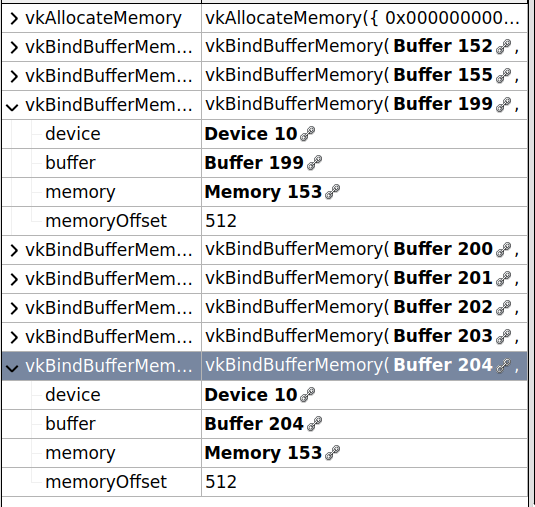 vkAllocateMemory vkAllocateMemory({ 0x000000000...
vkBindBufferMem... vkBindBufferMemory( Buffer 152 ,
vkBindBufferMem... vkBindBufferMemory( Buffer 155 ,
vkBindBufferMem... vkBindBufferMemory( Buffer 199 ,
device Device 10
buffer Buffer 199
memory Memory 153
memoryOffset 512
vkBindBufferMem... vkBindBufferMemory( Buffer 200 ,
vkBindBufferMem... vkBindBufferMemory( Buffer 201 ,
vkBindBufferMem... vkBindBufferMemory( Buffer 202 ,
vkBindBufferMem... vkBindBufferMemory( Buffer 203 ,
vkBindBufferMem... vkBindBufferMemory( Buffer 204 ,
device Device 10
buffer Buffer 204
memory Memory 153
memoryOffset 512